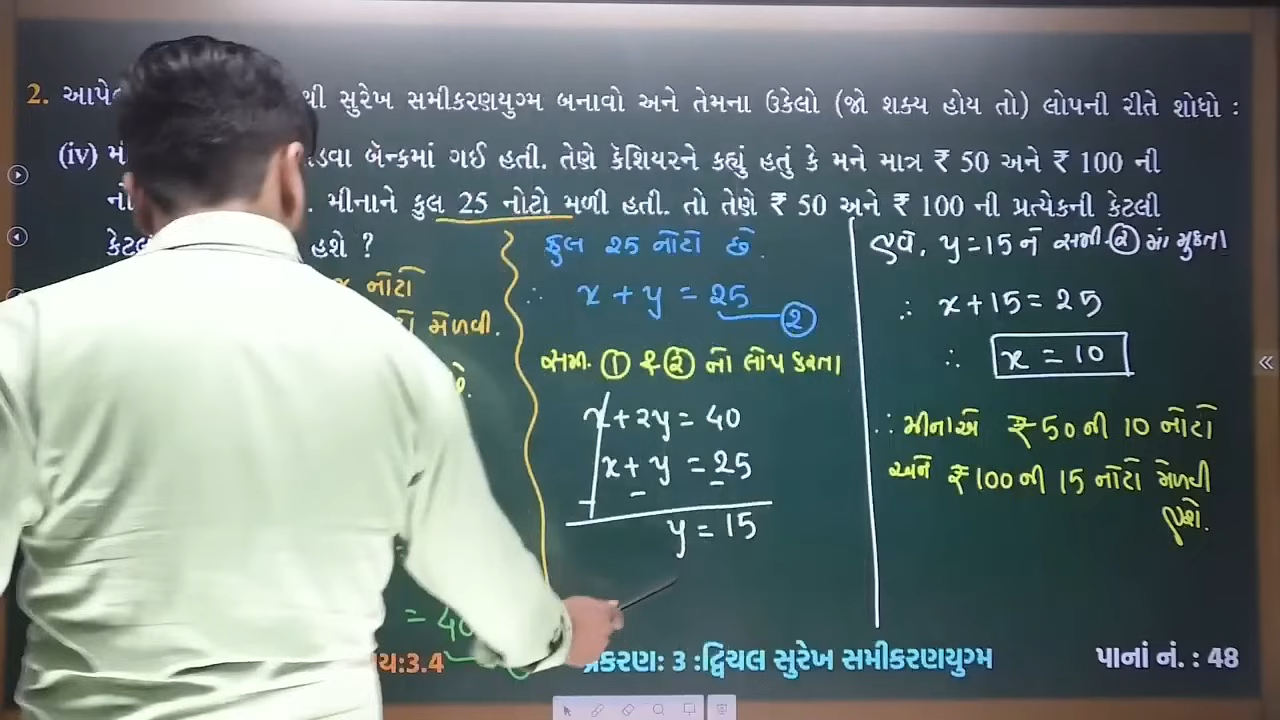 2. થી સુરેખ સમીકરણયુગ્મ બનાવો અને તેમના ઉકેલો (જો શક્ય હોય તો) લોપની રીતે શોધો :
(iv) બૅન્કમાં ગઈ હતી. તેણે કૅશિયરને કહ્યું હતું કે મને માત્ર ₹ 50 અને ₹ 100 ની
મીનાને કુલ 25 નોટો મળી હતી. તો તેણે ₹ 50 અને ₹ 100 ની પ્રત્યેકની કેટલી
હશે ?
નોટો
મેળવી.
છે.
= 40
કુલ 25 નોટો છે.
∴ x + y = 25
2
સમી. ① & ② નો લોપ કરતા
x + 2y = 40
x + y = 25
- - -
y = 15
હવે, y = 15 ને સમી. ② માં મુકતા
∴ x + 15 = 25
∴ x = 10
∴ મીનાએ ₹ 50 ની 10 નોટો
અને ₹ 100 ની 15 નોટો મેળવી
હશે.
ય:3.4
પ્રકરણ: 3 :દ્વિચલ સુરેખ સમીકરણયુગ્મ
પાનાં નં. : 48